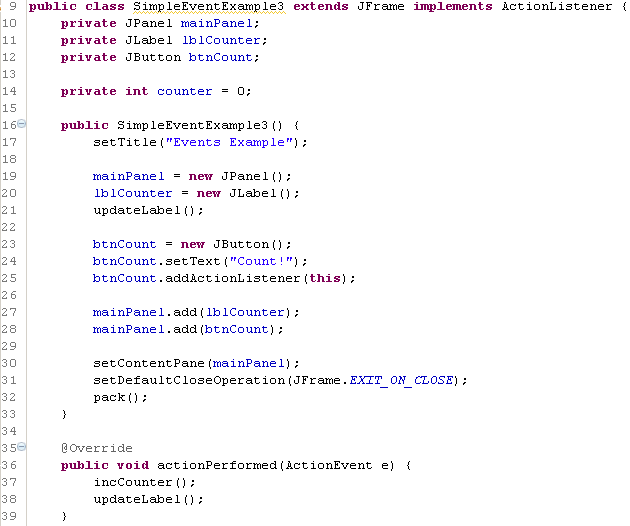 9 public class SimpleEventExample3 extends JFrame implements ActionListener {
10 private JPanel mainPanel;
11 private JLabel lblCounter;
12 private JButton btnCount;
13
14 private int counter = 0;
15
16 public SimpleEventExample3() {
17 setTitle("Events Example");
18
19 mainPanel = new JPanel();
20 lblCounter = new JLabel();
21 updateLabel();
22
23 btnCount = new JButton();
24 btnCount.setText("Count!");
25 btnCount.addActionListener(this);
26
27 mainPanel.add(lblCounter);
28 mainPanel.add(btnCount);
29
30 setContentPane(mainPanel);
31 setDefaultCloseOperation(JFrame.EXIT_ON_CLOSE);
32 pack();
33 }
34
35 @Override
36 public void actionPerformed(ActionEvent e) {
37 incCounter();
38 updateLabel();
39 }